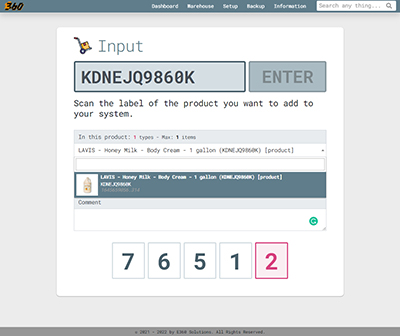 360
Dashboard Warehouse Setup Backup Information Search any thing...
Input
KDNEJQ9860K ENTER
Scan the label of the product you want to add to
your system.
In this product: 1 types - Max: 1 items
LAVIS - Honey Milk - Body Cream - 1 gallon (KDNEJQ9860K) [product]
LAVIS - Honey Milk - Body Cream - 1 gallon (KDNEJQ9860K) [product]
KDNEJQ9860K
Comment
7 6 5 1 2
© 2021 - 2022 by E360 Solutions. All Rights Reserved.